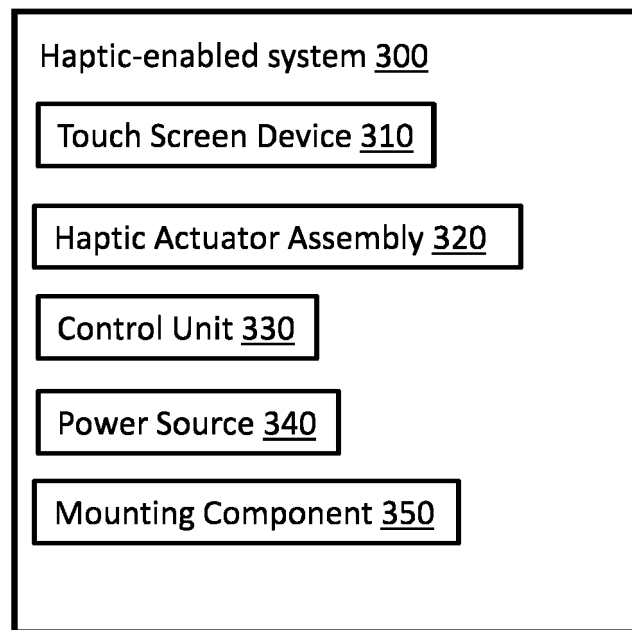 Haptic-enabled system 300
Touch Screen Device 310
Haptic Actuator Assembly 320
Control Unit 330
Power Source 340
Mounting Component 350